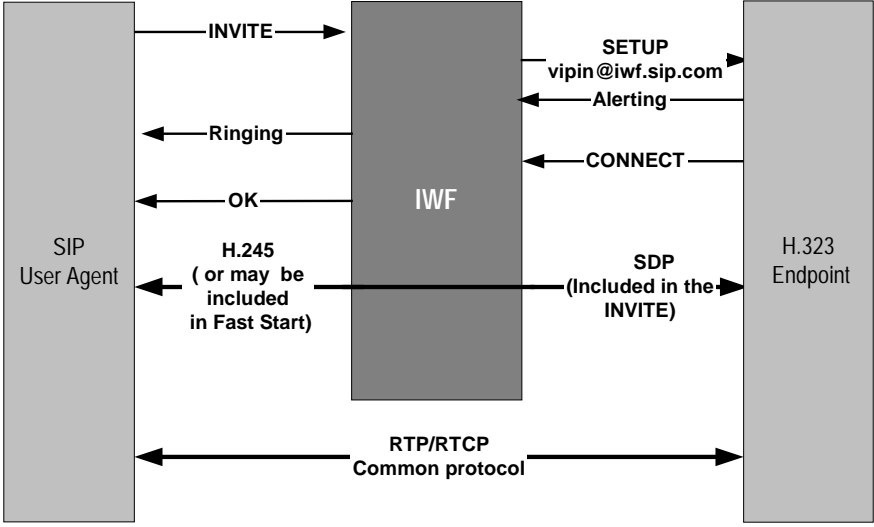 INVITE
SETUP
vipin@iwf.sip.com
Alerting
Ringing
CONNECT
OK
IWF
SIP
User Agent
H.245
( or may be
included
in Fast Start)
SDP
(Included in the
INVITE)
H.323
Endpoint
RTP/RTCP
Common protocol